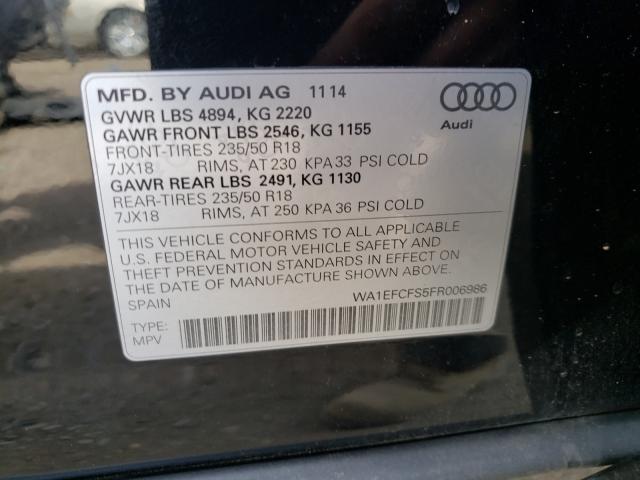 MFD. BY AUDI AG 1114
GVWR LBS 4894, KG 2220
GAWR FRONT LBS 2546, KG 1155
FRONT-TIRES 235/50 R18
7JX18 RIMS, AT 230 KPA 33 PSI COLD
GAWR REAR LBS 2491, KG 1130
REAR-TIRES 235/50 R18
7JX18 RIMS, AT 250 KPA 36 PSI COLD
Audi
THIS VEHICLE CONFORMS TO ALL APPLICABLE
U.S. FEDERAL MOTOR VEHICLE SAFETY AND
THEFT PREVENTION STANDARDS IN EFFECT ON
THE DATE OF MANUFACTURE SHOWN ABOVE.
SPAIN WA1EFCFS5FR006986
TYPE:
MPV